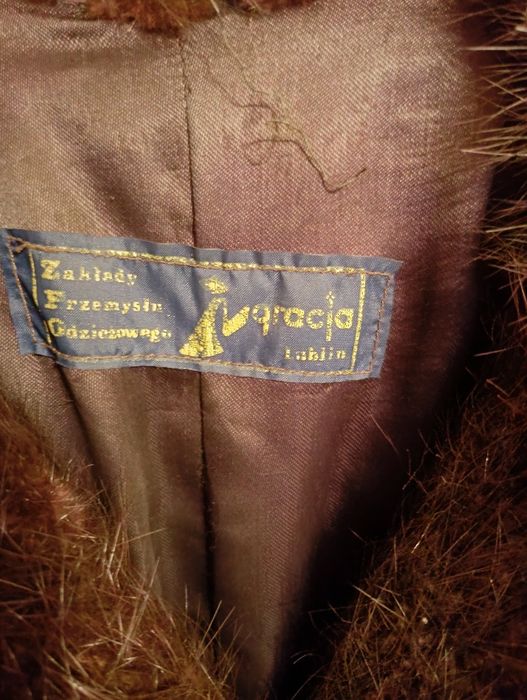 Zakłady
Przemysłu
Odzieżowego
gracja
Lublin